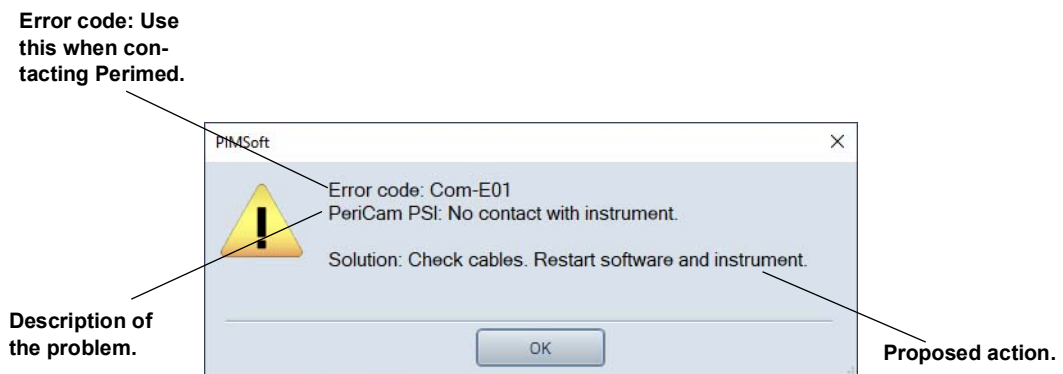 Error code: Use
this when con-
tacting Perimed.
PIMSoft
Error code: Com-E01
PeriCam PSI: No contact with instrument.
Solution: Check cables. Restart software and instrument.
OK
Description of
the problem.
Proposed action.